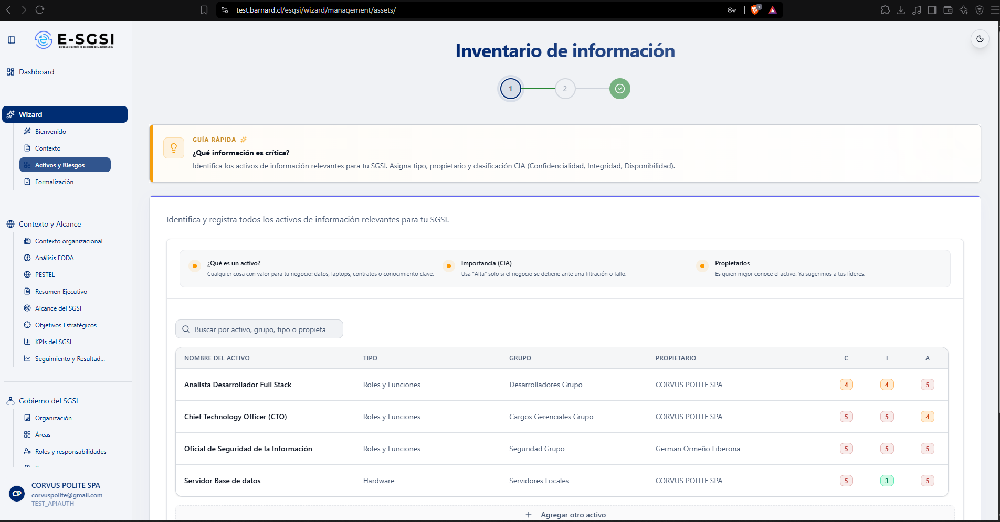 test.barnard.cl/esgsi/wizard/management/assets/
1
E-SGSI
SISTEMAS DE GESTIÓN DE SEGURIDAD DE LA INFORMACIÓN
Dashboard
Wizard
Bienvenido
Contexto
Activos y Riesgos
Formalización
Contexto y Alcance
Contexto organizacional
Análisis FODA
PESTEL
Resumen Ejecutivo
Alcance del SGSI
Objetivos Estratégicos
KPIs del SGSI
Seguimiento y Resultad...
Gobierno del SGSI
Organización
Áreas
Roles y responsabilidades
CP
CORVUS POLITE SPA
corvuspolite@gmail.com
TEST_APIAUTH
Inventario de información
1 2
GUÍA RÁPIDA
¿Qué información es crítica?
Identifica los activos de información relevantes para tu SGSI. Asigna tipo, propietario y clasificación CIA (Confidencialidad, Integridad, Disponibilidad).
Identifica y registra todos los activos de información relevantes para tu SGSI.
¿Qué es un activo?
Cualquier cosa con valor para tu negocio: datos, laptops, contratos o conocimiento clave.
Importancia (CIA)
Usa "Alta" solo si el negocio se detiene ante una filtración o fallo.
Propietarios
Es quien mejor conoce el activo. Ya sugerimos a tus líderes.
Buscar por activo, grupo, tipo o propieta
NOMBRE DEL ACTIVO TIPO GRUPO PROPIETARIO C I A
Analista Desarrollador Full Stack Roles y Funciones Desarrolladores Grupo CORVUS POLITE SPA 4 4 5
Chief Technology Officer (CTO) Roles y Funciones Cargos Gerenciales Grupo CORVUS POLITE SPA 5 5 4
Oficial de Seguridad de la Información Roles y Funciones Seguridad Grupo German Ormeño Liberona 5 5 5
Servidor Base de datos Hardware Servidores Locales CORVUS POLITE SPA 5 3 5
+ Agregar otro activo